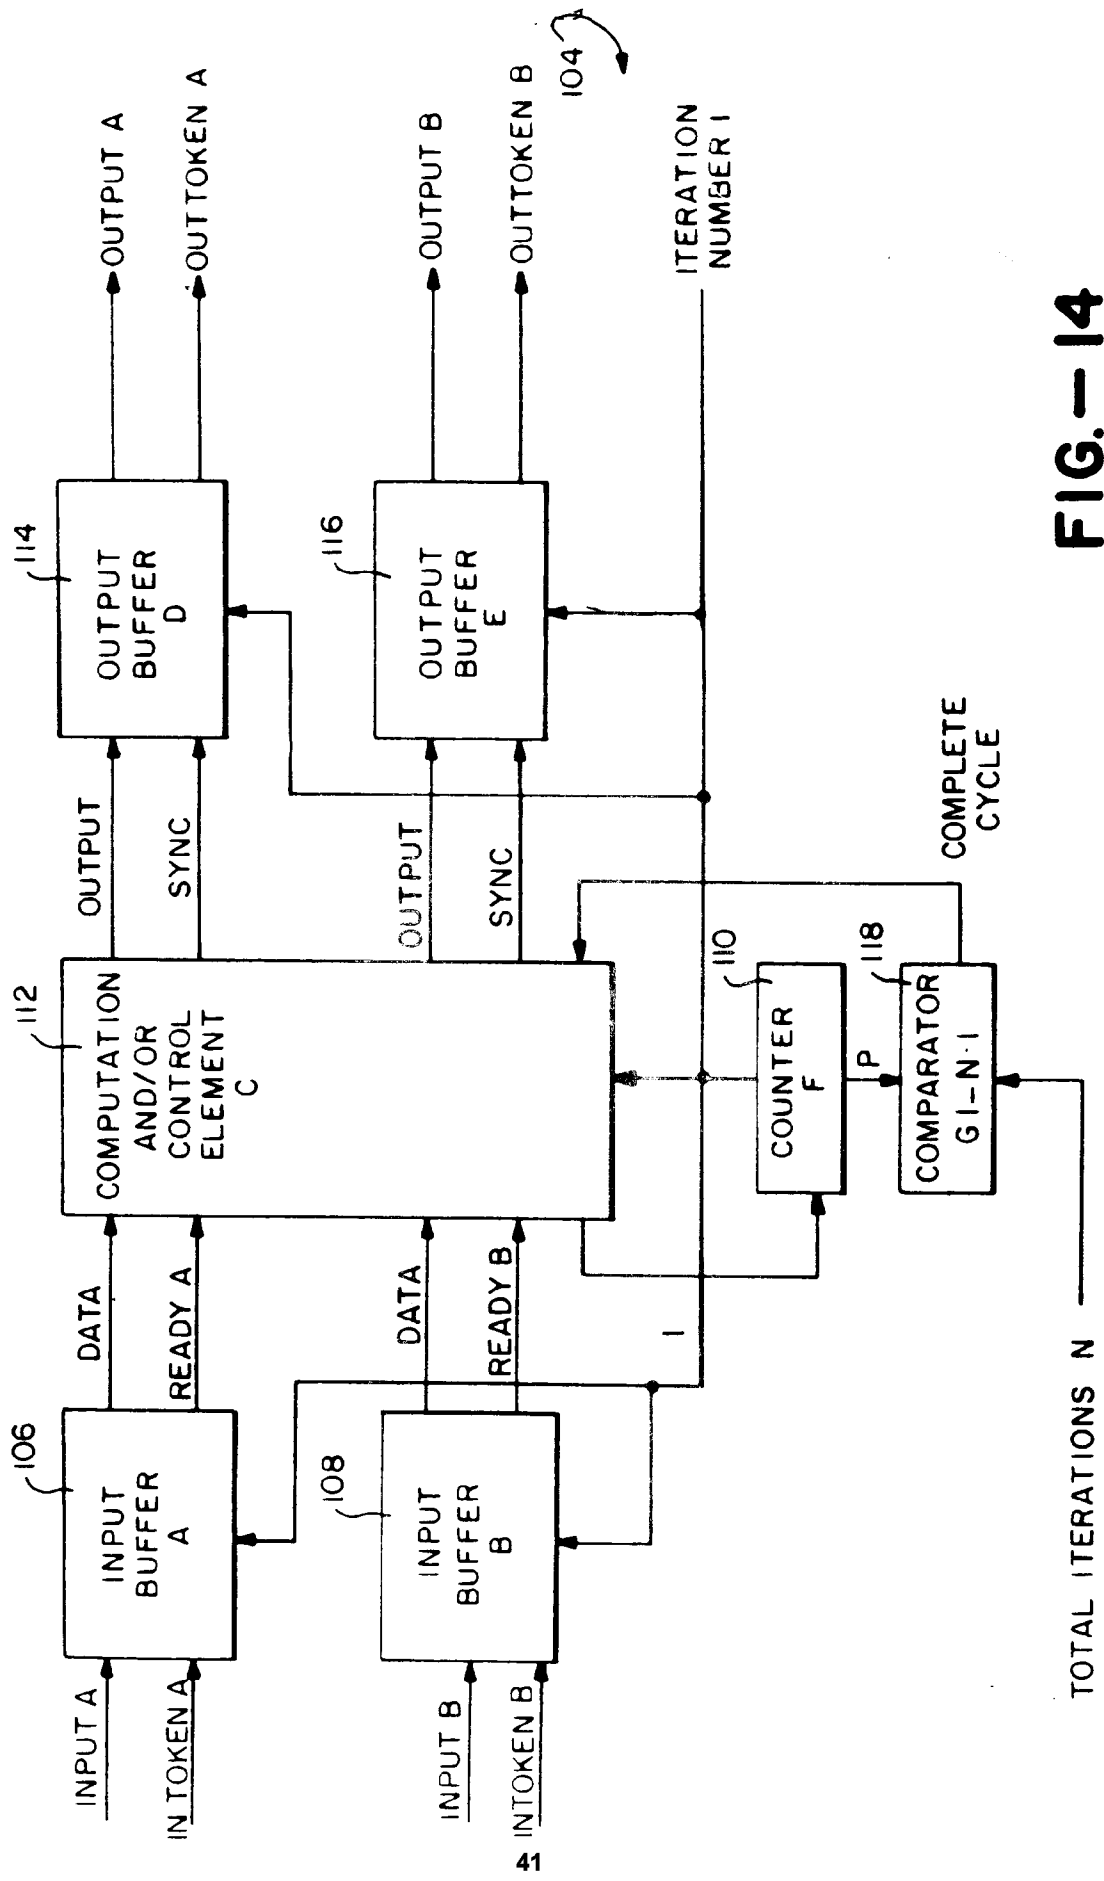 INPUT A
IN TOKEN A
INPUT B
INTOKEN B
106
INPUT
BUFFER
A
108
INPUT
BUFFER
B
DATA
READY A
DATA
READY B
I
112
COMPUTATION
AND/OR
CONTROL
ELEMENT
C
OUTPUT
SYNC
OUTPUT
SYNC
114
OUTPUT
BUFFER
D
116
OUTPUT
BUFFER
E
OUTPUT A
OUTTOKEN A
OUTPUT B
OUTTOKEN B
104
ITERATION
NUMBER I
110
COUNTER
F
P
118
COMPARATOR
G I-N·I
COMPLETE
CYCLE
TOTAL ITERATIONS N
FIG.-14
41